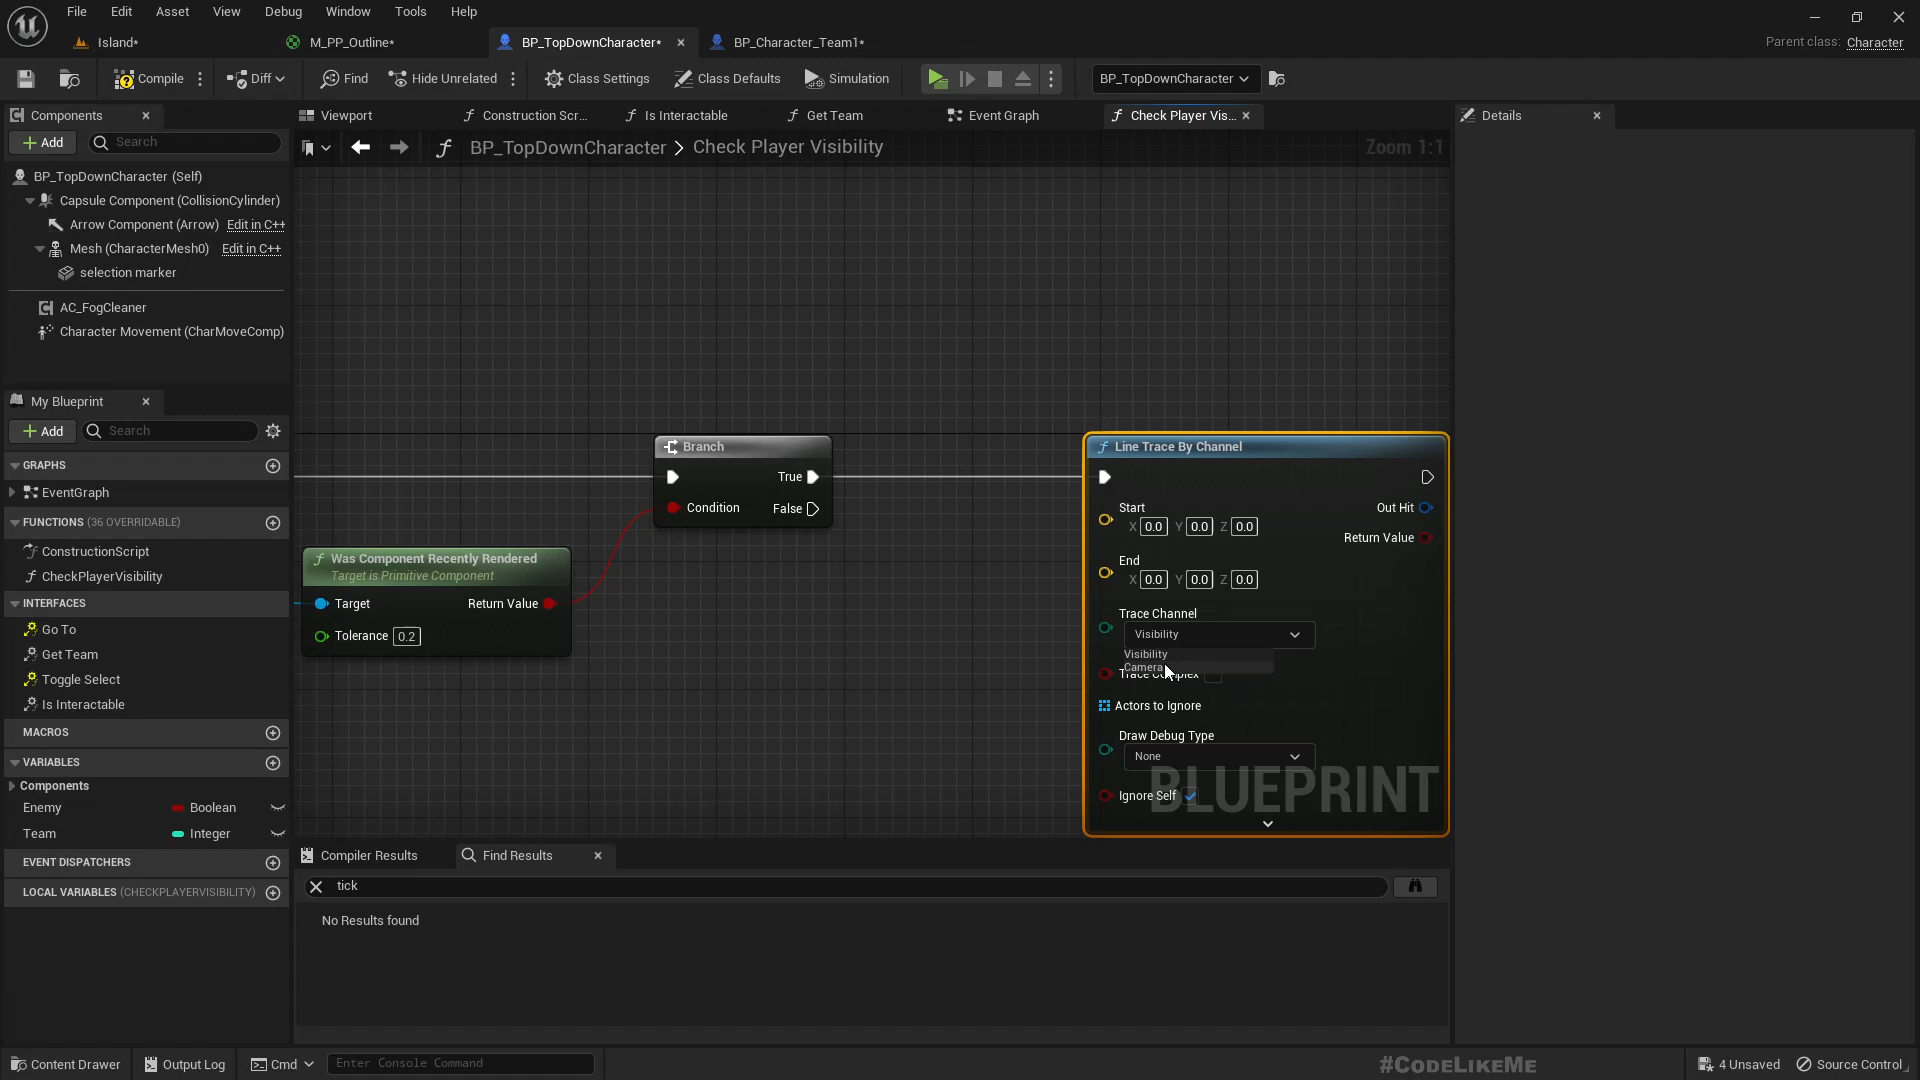 File Edit Asset View Debug Window Tools Help
Island* M_PP_Outline* BP_TopDownCharacter* BP_Character_Team1* Parent class: Character
Compile Diff Find Hide Unrelated Class Settings Class Defaults Simulation BP_TopDownCharacter
Components
Add Search
BP_TopDownCharacter (Self)
Capsule Component (CollisionCylinder)
Arrow Component (Arrow) Edit in C++
Mesh (CharacterMesh0) Edit in C++
selection marker
AC_FogCleaner
Character Movement (CharMoveComp)
My Blueprint
Add Search
GRAPHS
EventGraph
FUNCTIONS (36 OVERRIDABLE)
ConstructionScript
CheckPlayerVisibility
INTERFACES
Go To
Get Team
Toggle Select
Is Interactable
MACROS
VARIABLES
Components
Enemy Boolean
Team Integer
EVENT DISPATCHERS
LOCAL VARIABLES (CHECKPLAYERVISIBILITY)
Viewport Construction Scr... Is Interactable Get Team Event Graph Check Player Vis...
BP_TopDownCharacter > Check Player Visibility Zoom 1:1
Was Component Recently Rendered
Target is Primitive Component
Target Return Value
Tolerance 0.2
Branch
True
Condition False
Line Trace By Channel
Start Out Hit
X 0.0 Y 0.0 Z 0.0
Return Value
End
X 0.0 Y 0.0 Z 0.0
Trace Channel
Visibility
Visibility
Camera
Trace Complex
Actors to Ignore
Draw Debug Type
None
Ignore Self
BLUEPRINT
Details
Compiler Results Find Results
tick
No Results found
Content Drawer Output Log Cmd Enter Console Command #CodeLikeMe 4 Unsaved Source Control